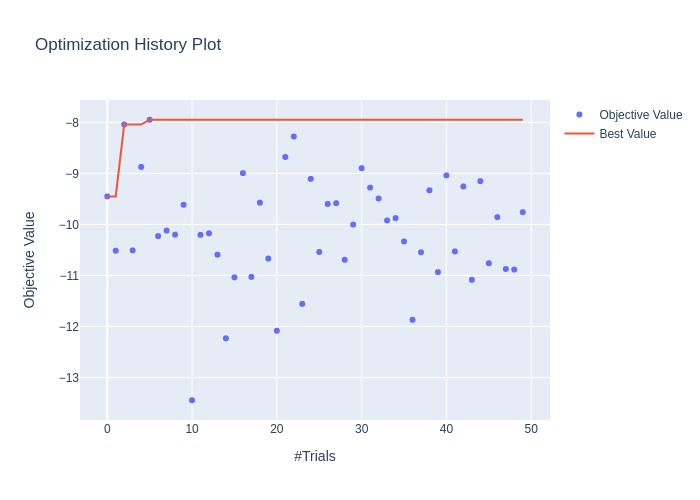 Optimization History Plot
Objective Value
Best Value
−8
−9
−10
−11
−12
−13
Objective Value
0 10 20 30 40 50
#Trials